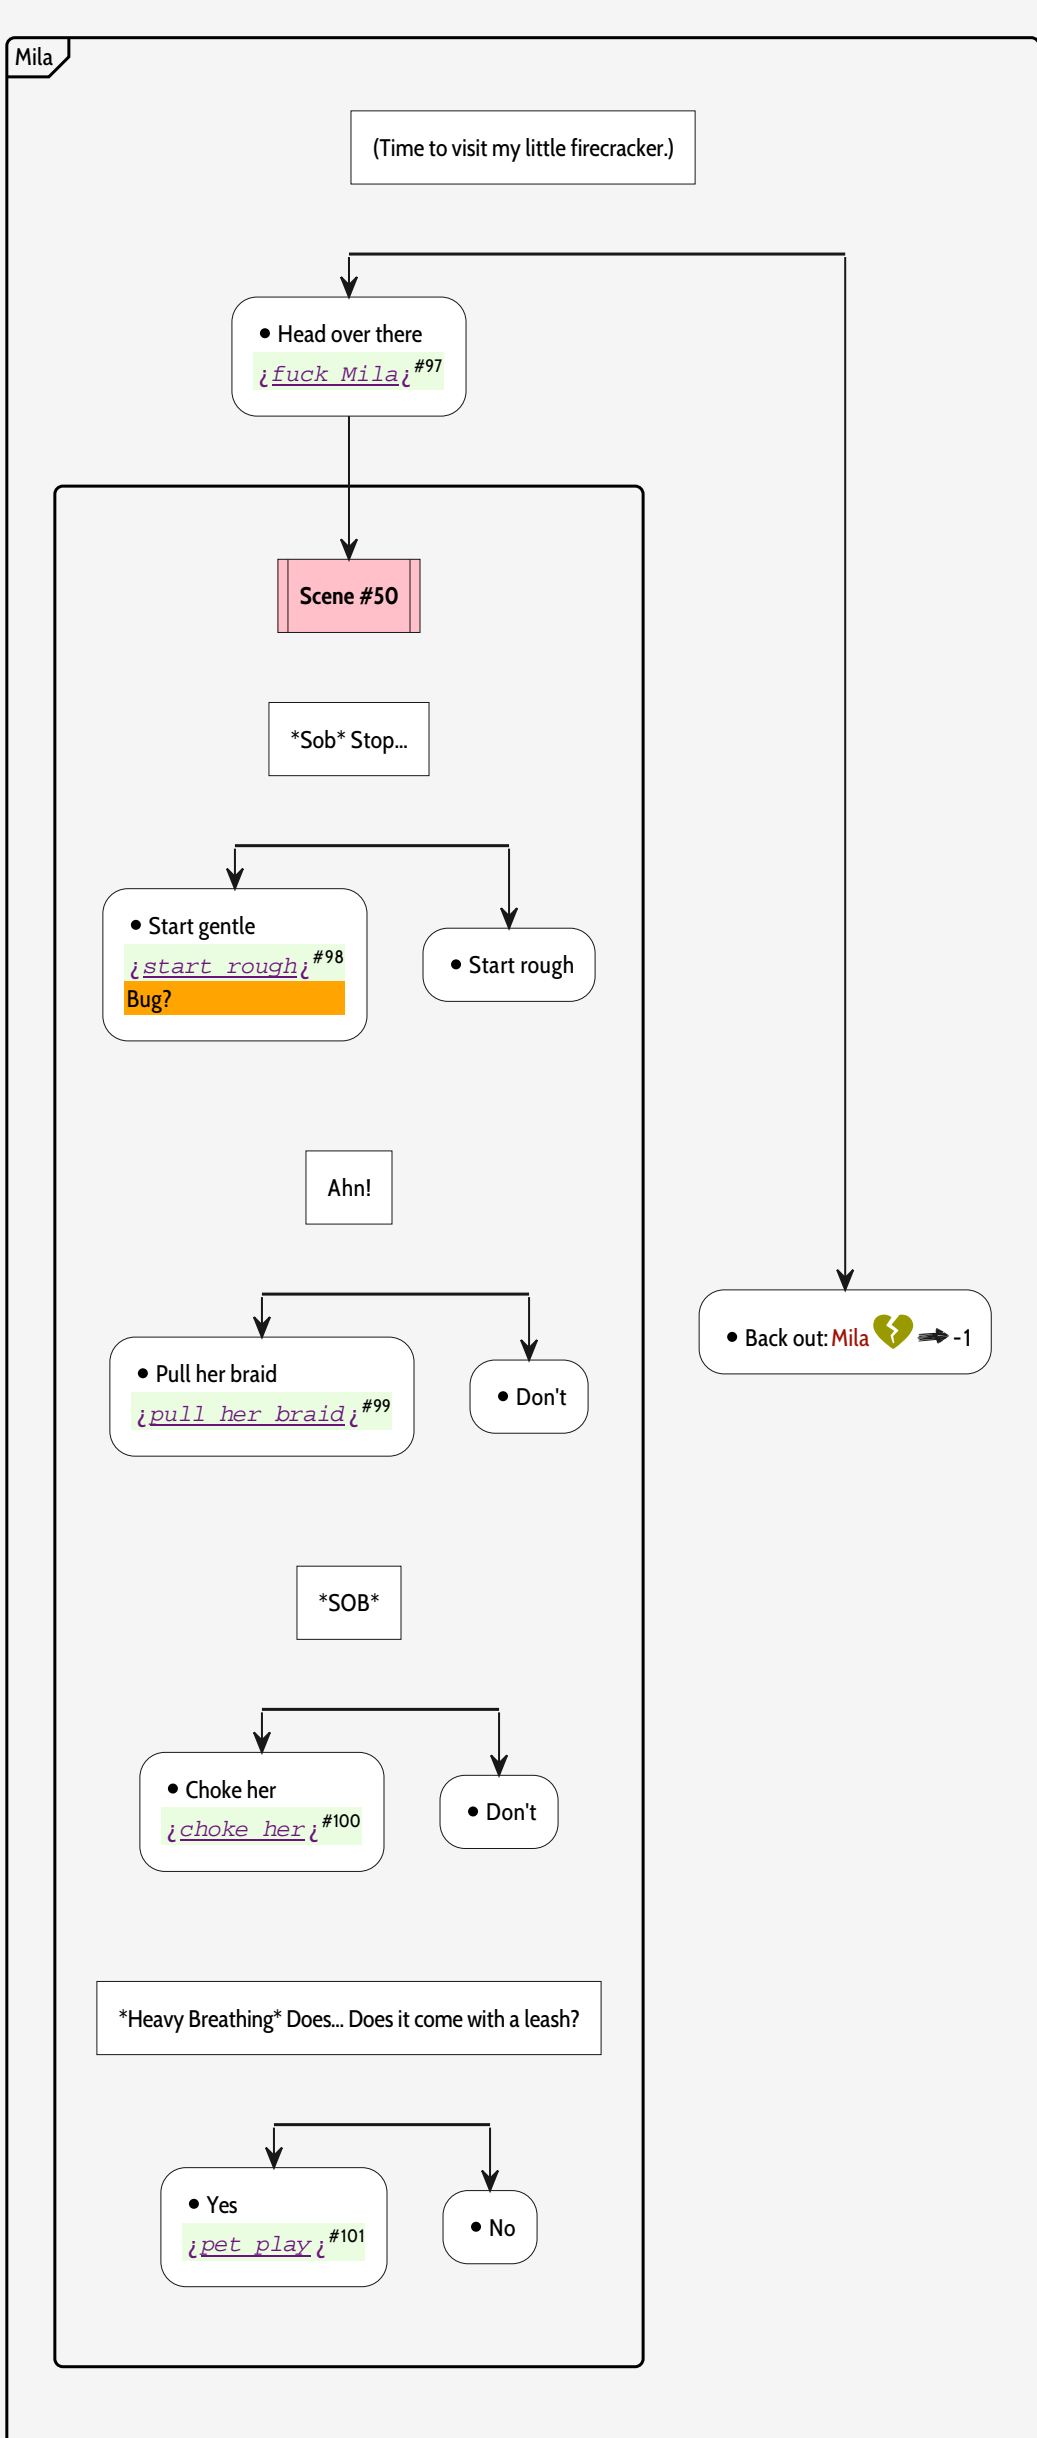 Mila
(Time to visit my little firecracker.)
• Head over there
¿fuck Mila¿#97
Scene #50
*Sob* Stop...
• Start gentle
¿start rough¿#98
Bug?
• Start rough
Ahn!
• Pull her braid
¿pull her braid¿#99
• Don't
• Back out: Mila -1
*SOB*
• Choke her
¿choke her¿#100
• Don't
*Heavy Breathing* Does... Does it come with a leash?
• Yes
¿pet play¿#101
• No